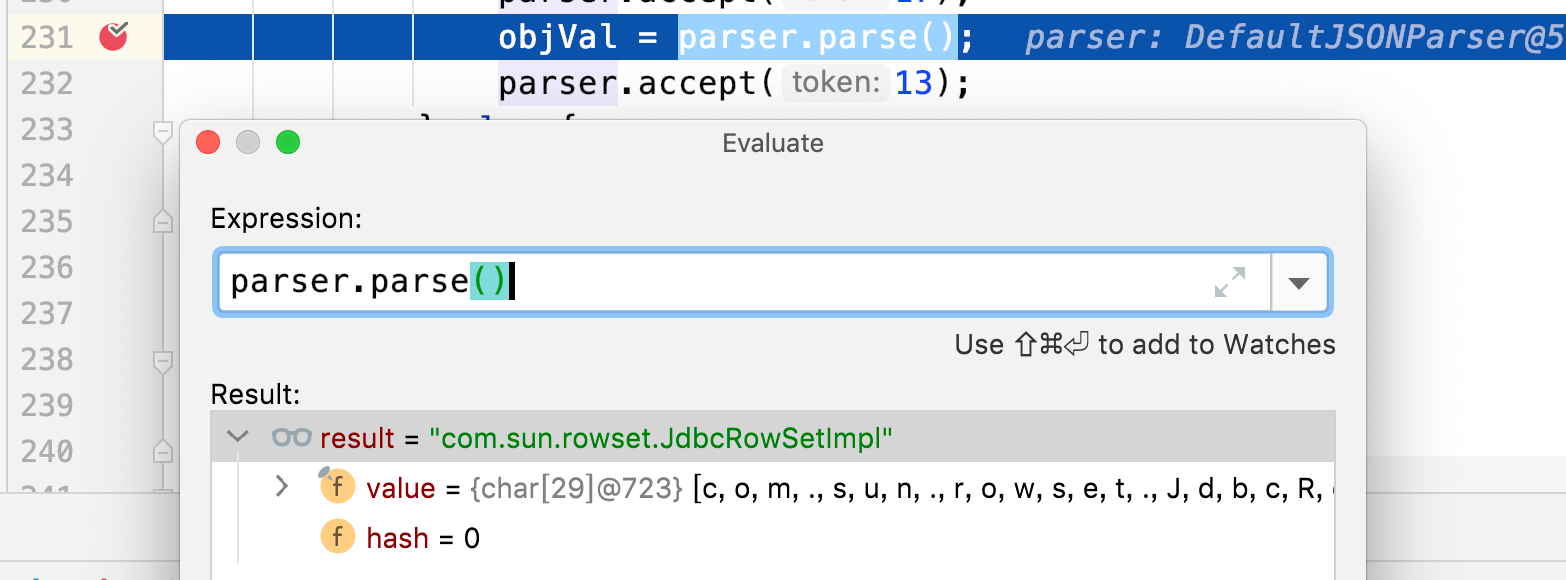 231 objVal = parser.parse(); parser: DefaultJSONParser@5
232 parser.accept( token: 13);
233
234
235
236
237
238
239
240
241
Evaluate
Expression:
parser.parse()
Use ⇧⌘⏎ to add to Watches
Result:
result = "com.sun.rowset.JdbcRowSetImpl"
f value = {char[29]@723} [c, o, m, ., s, u, n, ., r, o, w, s, e, t, ., J, d, b, c, R,
f hash = 0